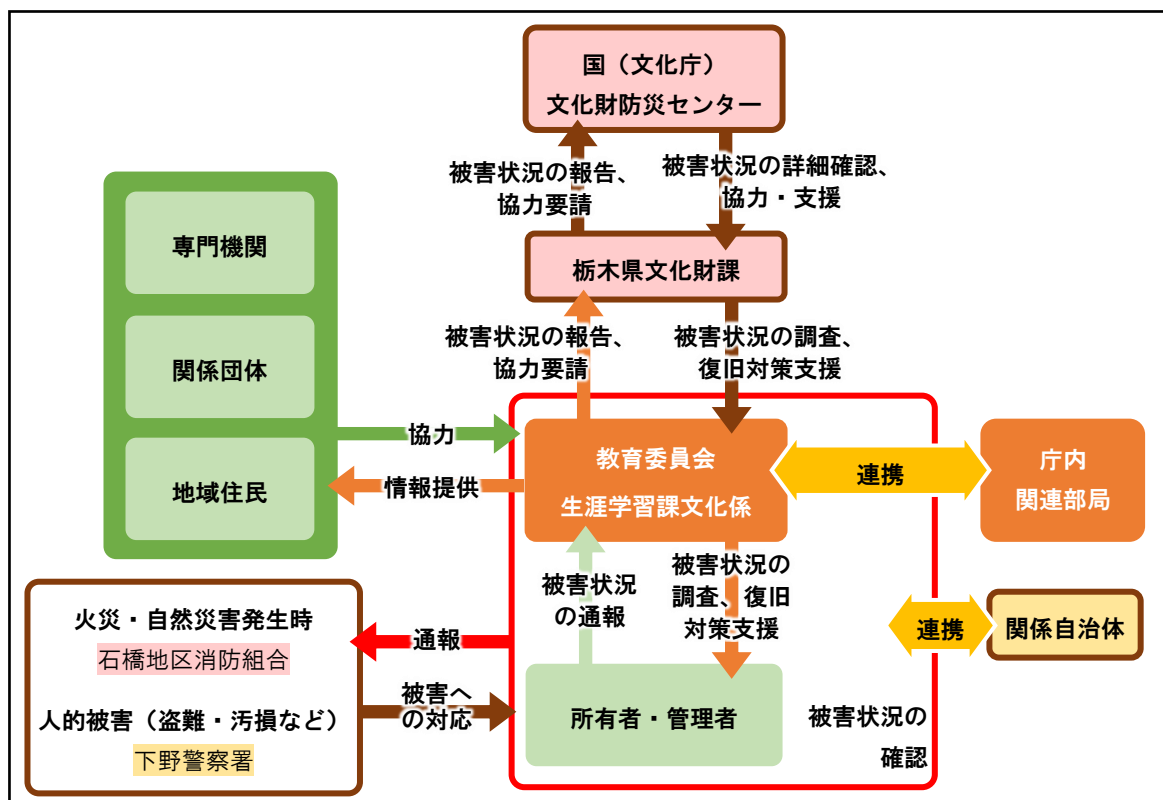 国（文化庁）
文化財防災センター
被害状況の報告、
協力要請
被害状況の詳細確認、
協力・支援
専門機関
栃木県文化財課
関係団体
被害状況の報告、
協力要請
被害状況の調査、
復旧対策支援
地域住民
協力
情報提供
教育委員会
生涯学習課文化係
連携
庁内
関連部局
被害状況
の通報
被害状況の
調査、復旧
対策支援
火災・自然災害発生時
石橋地区消防組合
人的被害（盗難・汚損など）
下野警察署
通報
被害へ
の対応
所有者・管理者
連携
関係自治体
被害状況の
確認